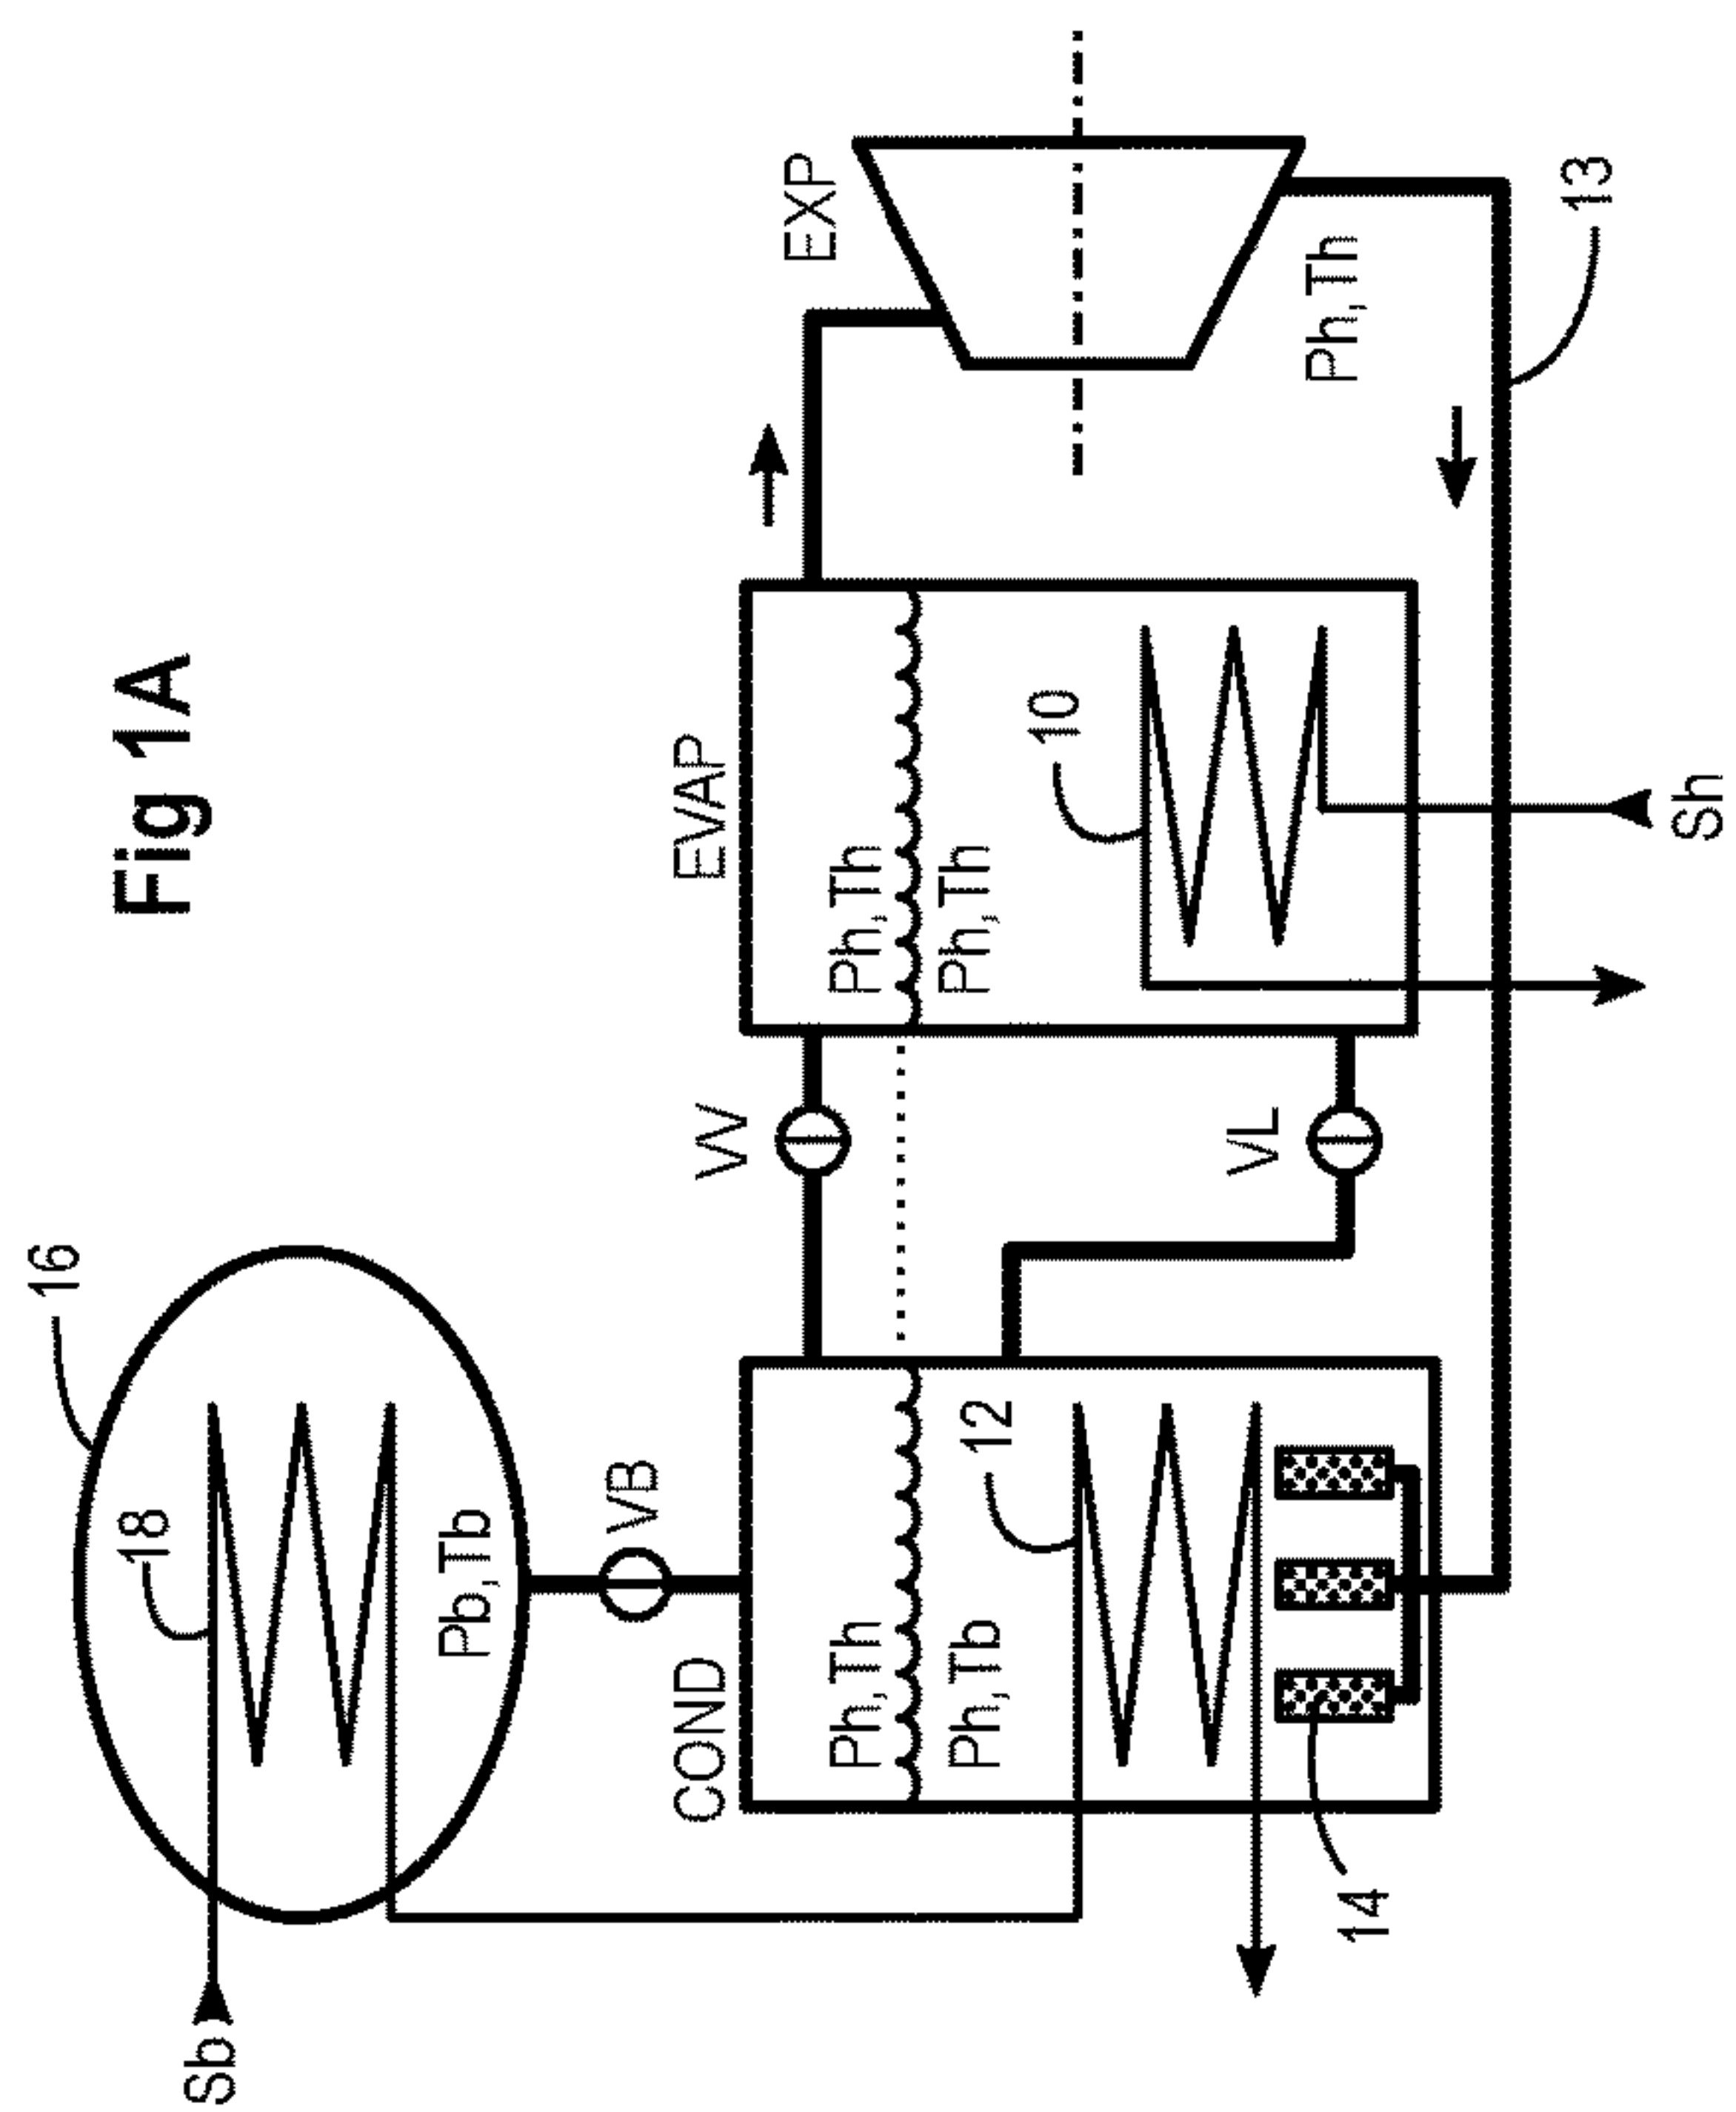 Fig 1A
16
18
Sb
Pb,Tb
VB
COND
VV
EVAP
EXP
Ph,Th
Ph,Th
Ph,Tb
Ph,Th
12
VL
10
Ph,Th
14
13
Sh